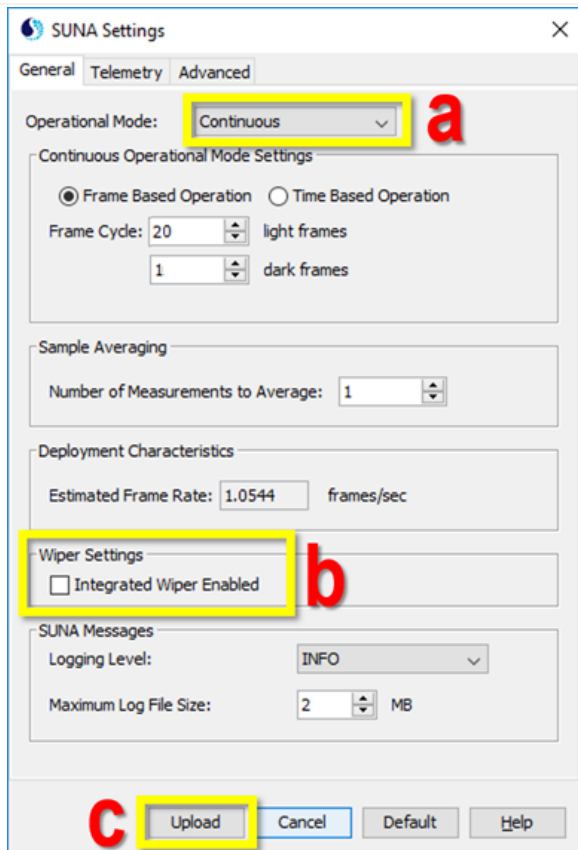 SUNA Settings
General Telemetry Advanced
Operational Mode: Continuous a
Continuous Operational Mode Settings
Frame Based Operation Time Based Operation
Frame Cycle: 20 light frames
1 dark frames
Sample Averaging
Number of Measurements to Average: 1
Deployment Characteristics
Estimated Frame Rate: 1.0544 frames/sec
Wiper Settings
Integrated Wiper Enabled b
SUNA Messages
Logging Level: INFO
Maximum Log File Size: 2 MB
c Upload Cancel Default Help